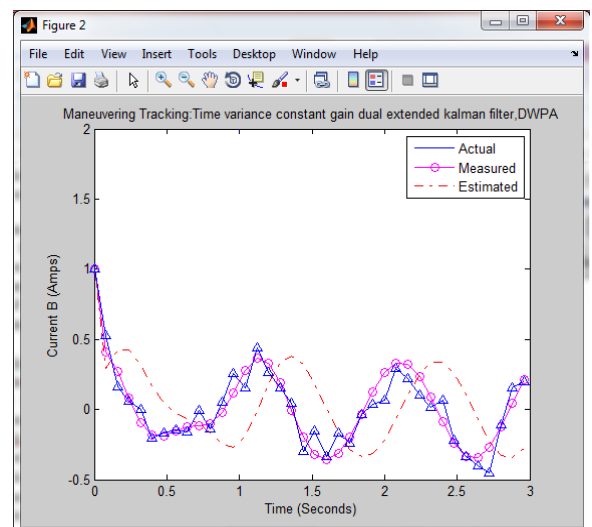 Figure 2
File Edit View Insert Tools Desktop Window Help
Maneuvering Tracking:Time variance constant gain dual extended kalman filter,DWPA
2
1.5
1
0.5
0
-0.5
Current B (Amps)
Actual
Measured
Estimated
0 0.5 1 1.5 2 2.5 3
Time (Seconds)